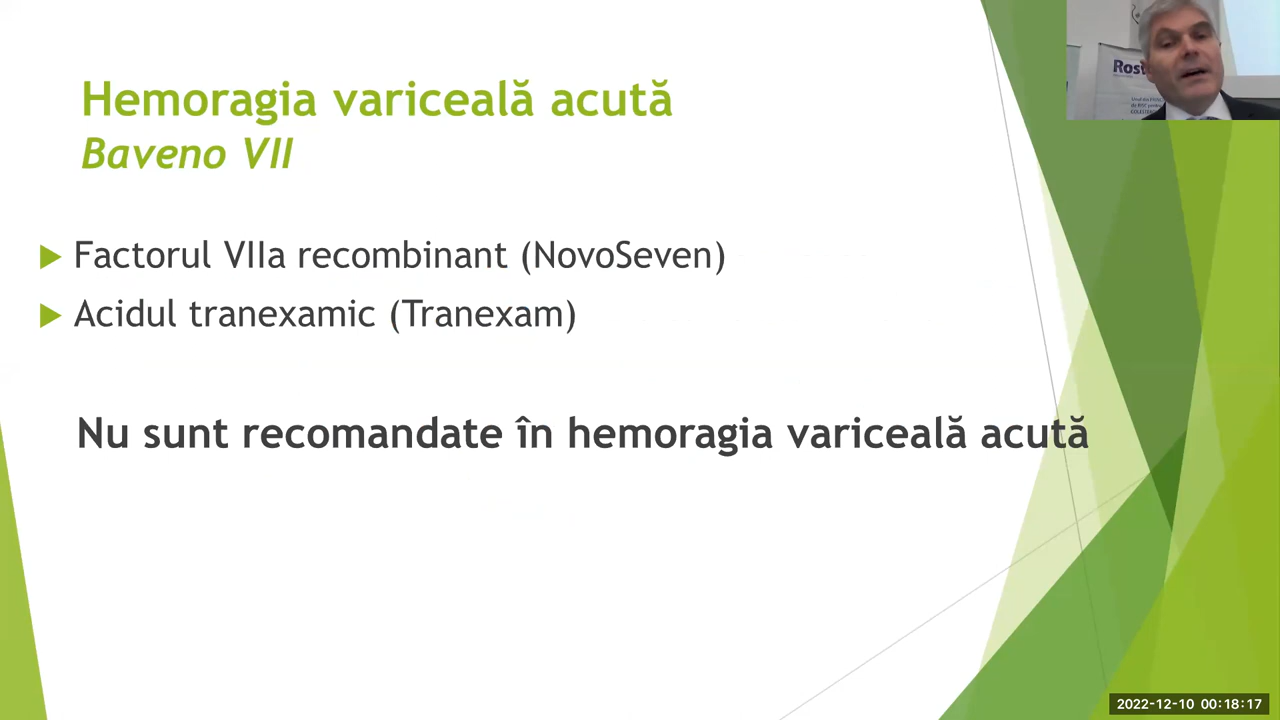 Hemoragia variceală acută
Baveno VII
Factorul VIIa recombinant (NovoSeven)
Acidul tranexamic (Tranexam)
Nu sunt recomandate în hemoragia variceală acută
2022-12-10 00:18:17